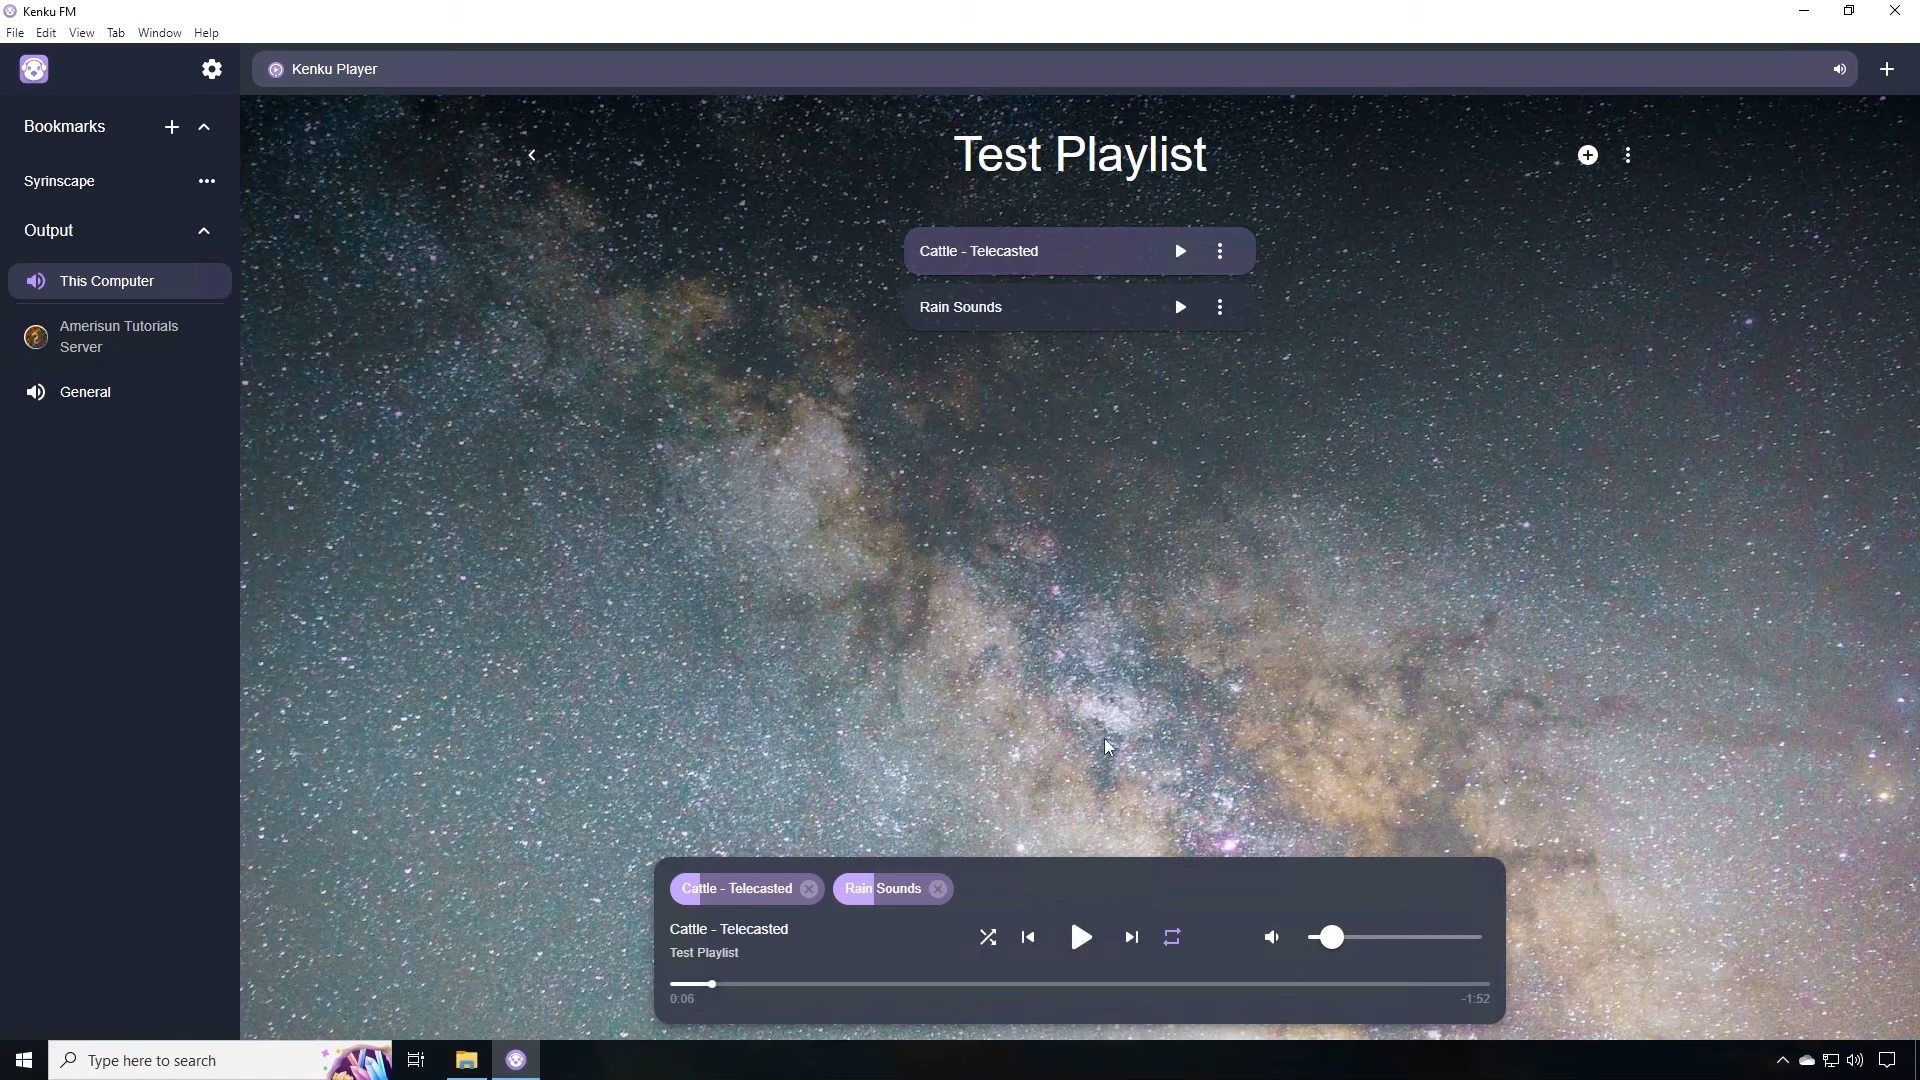 Kenku FM
File Edit View Tab Window Help
Kenku Player
Bookmarks
Syrinscape
Output
This Computer
Amerisun Tutorials
Server
General
Test Playlist
Cattle - Telecasted
Rain Sounds
Cattle - Telecasted Rain Sounds
Cattle - Telecasted
Test Playlist
0:06 -1:52
Type here to search